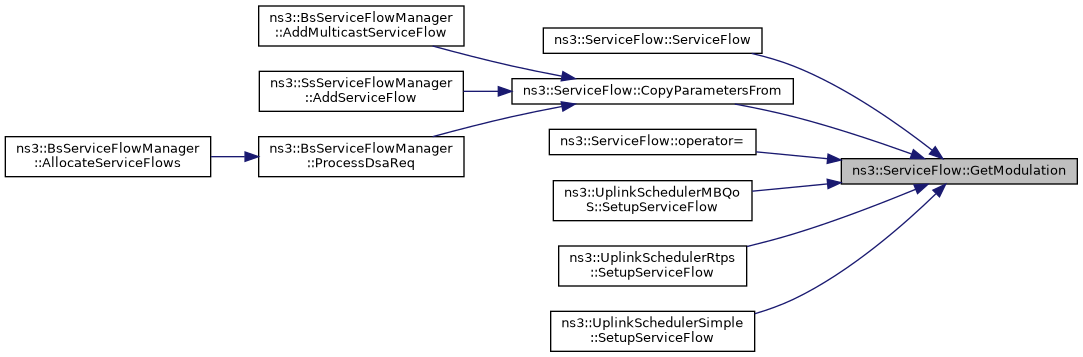 ns3::BsServiceFlowManager
::AddMulticastServiceFlow
ns3::ServiceFlow::ServiceFlow
ns3::SsServiceFlowManager
::AddServiceFlow
ns3::ServiceFlow::CopyParametersFrom
ns3::BsServiceFlowManager
::AllocateServiceFlows
ns3::BsServiceFlowManager
::ProcessDsaReq
ns3::ServiceFlow::operator=
ns3::ServiceFlow::GetModulation
ns3::UplinkSchedulerMBQo
S::SetupServiceFlow
ns3::UplinkSchedulerRtps
::SetupServiceFlow
ns3::UplinkSchedulerSimple
::SetupServiceFlow